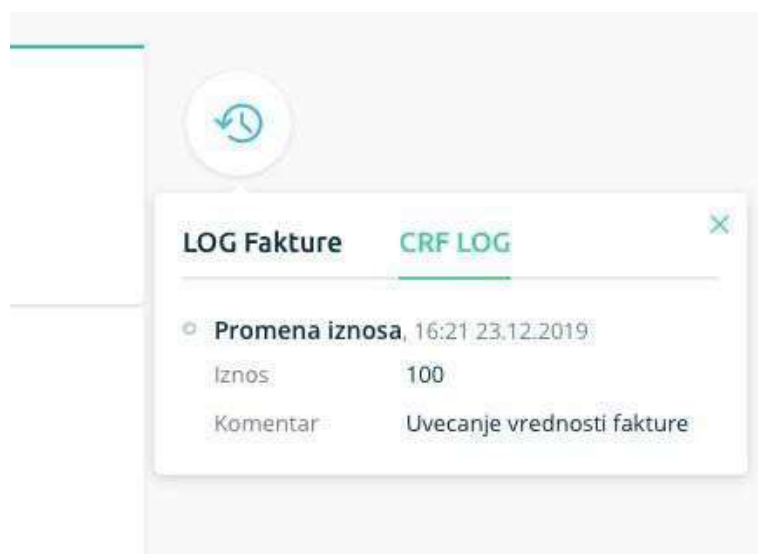 LOG Fakture CRF LOG
Promena iznosa, 16:21 23.12.2019
Iznos 100
Komentar Uvecanje vrednosti fakture